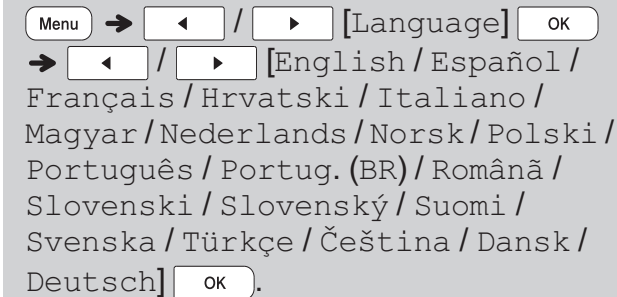 Menu ➔ ◄ / ► [Language] OK
➔ ◄ / ► [English / Español /
Français / Hrvatski / Italiano /
Magyar / Nederlands / Norsk / Polski /
Português / Portug. (BR) / Românã /
Slovenski / Slovenský / Suomi /
Svenska / Türkçe / Čeština / Dansk /
Deutsch] OK.